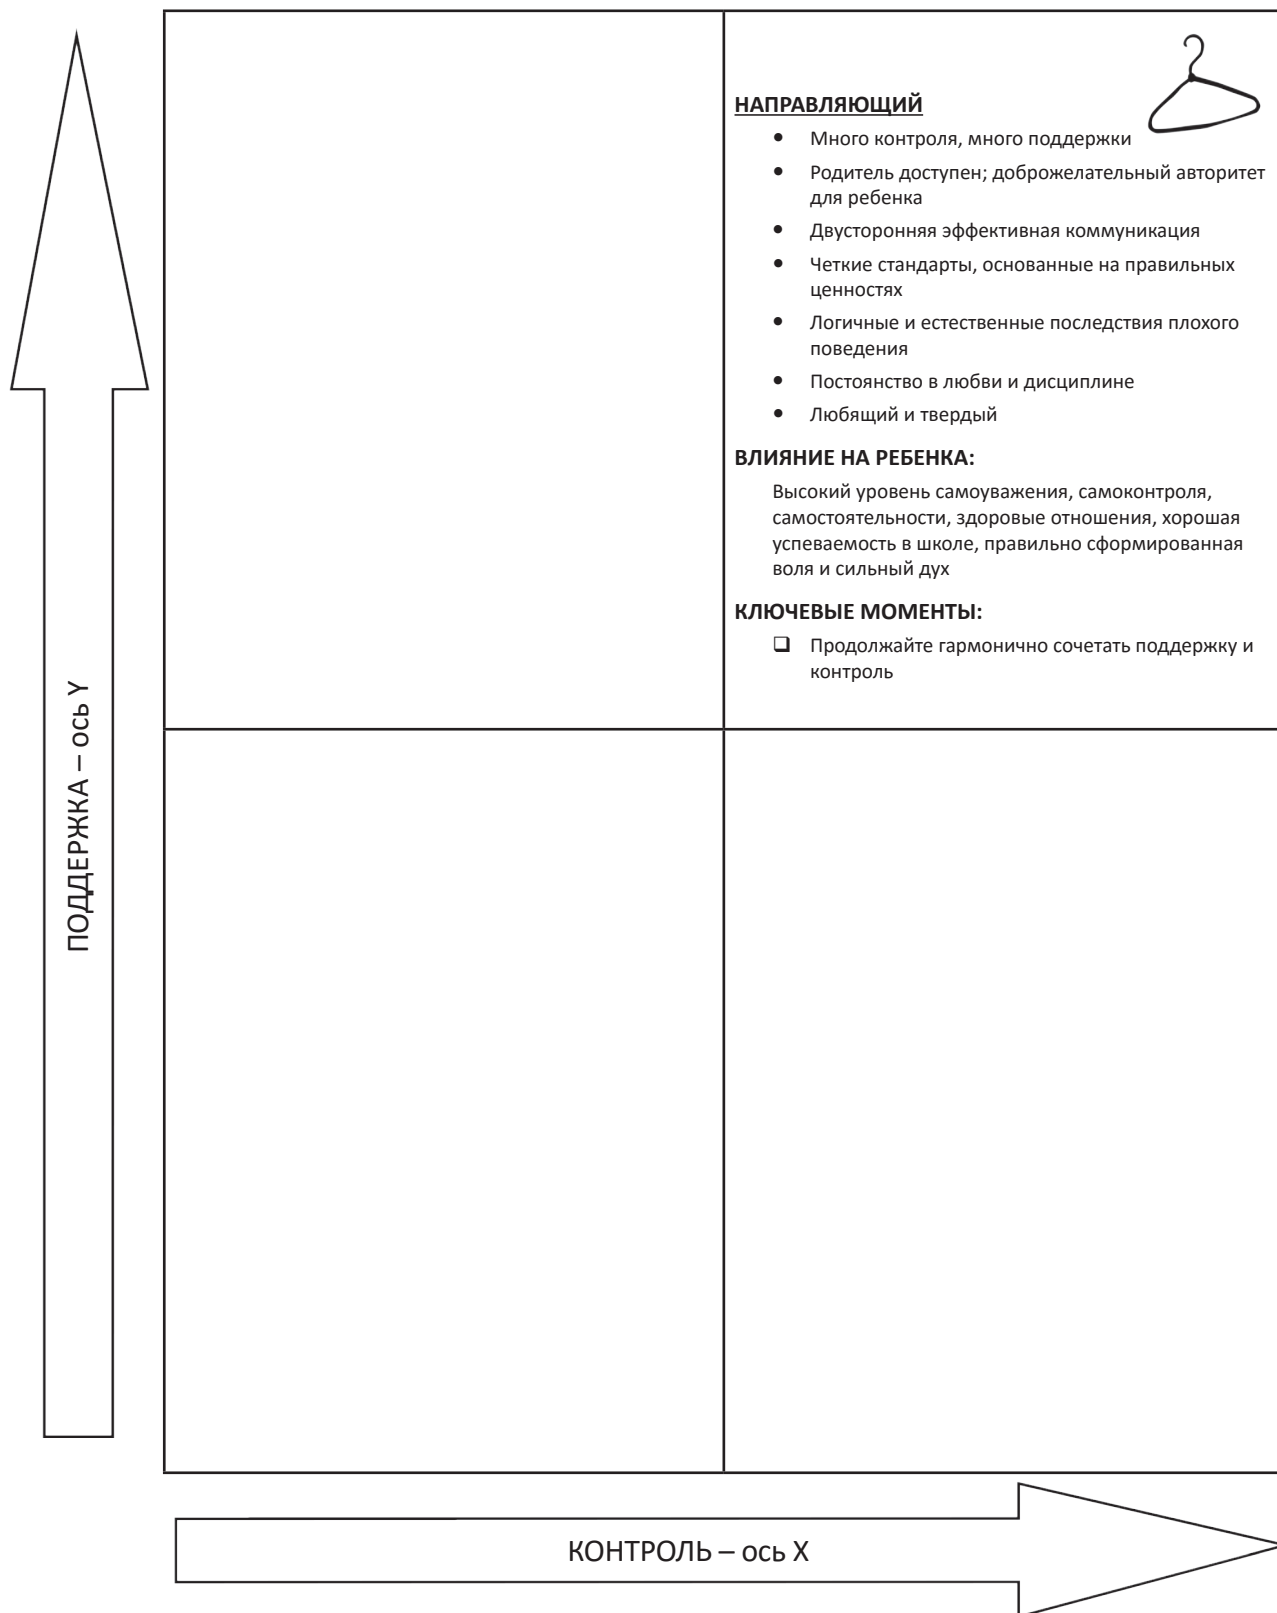 НАПРАВЛЯЮЩИЙ
• Много контроля, много поддержки
• Родитель доступен; доброжелательный авторитет
для ребенка
• Двусторонняя эффективная коммуникация
• Четкие стандарты, основанные на правильных
ценностях
• Логичные и естественные последствия плохого
поведения
• Постоянство в любви и дисциплине
• Любящий и твердый
ВЛИЯНИЕ НА РЕБЕНКА:
Высокий уровень самоуважения, самоконтроля,
самостоятельности, здоровые отношения, хорошая
успеваемость в школе, правильно сформированная
воля и сильный дух
КЛЮЧЕВЫЕ МОМЕНТЫ:
❑ Продолжайте гармонично сочетать поддержку и
контроль
ПОДДЕРЖКА – ось Y
КОНТРОЛЬ – ось X